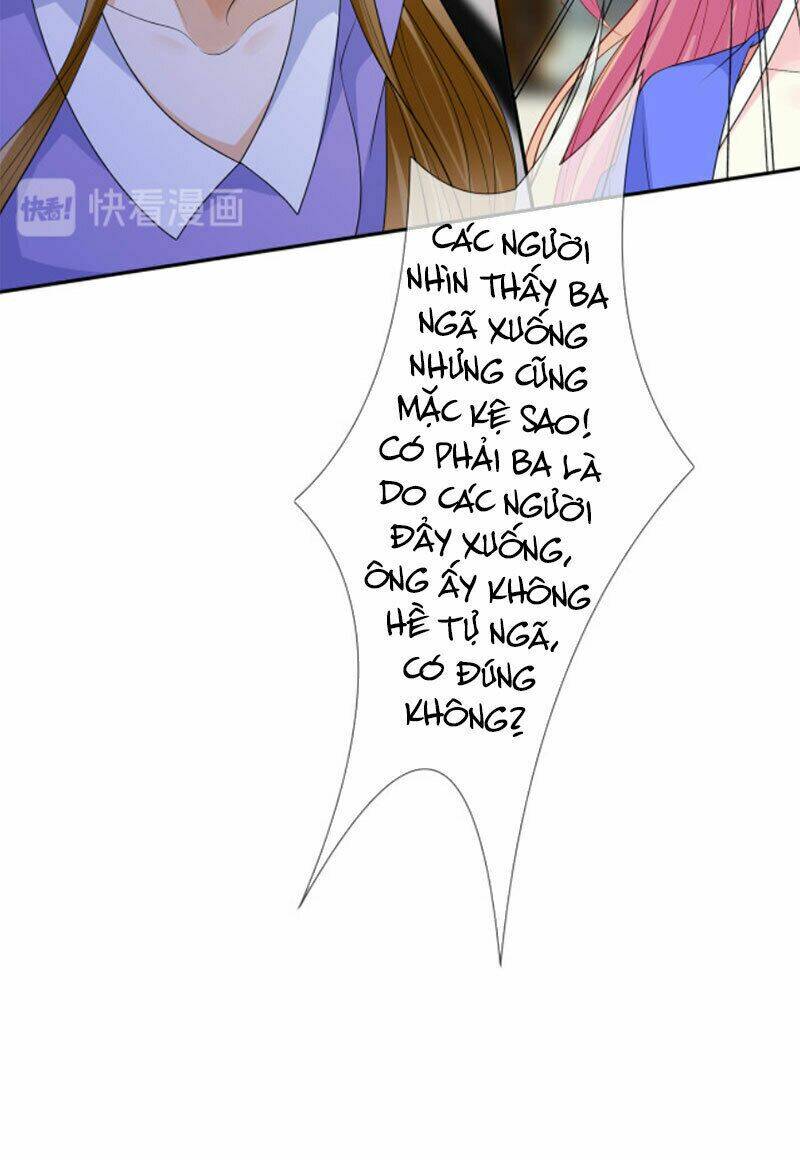 快看! 快看漫画
CÁC NGƯỜI
NHÌN THẤY BA
NGÃ XUỐNG
NHƯNG CŨNG
MẶC KỆ SAO!
CÓ PHẢI BA LÀ
DO CÁC NGƯỜI
ĐẨY XUỐNG,
ÔNG ẤY KHÔNG
HỀ TỰ NGÃ,
CÓ ĐÚNG
KHÔNG?